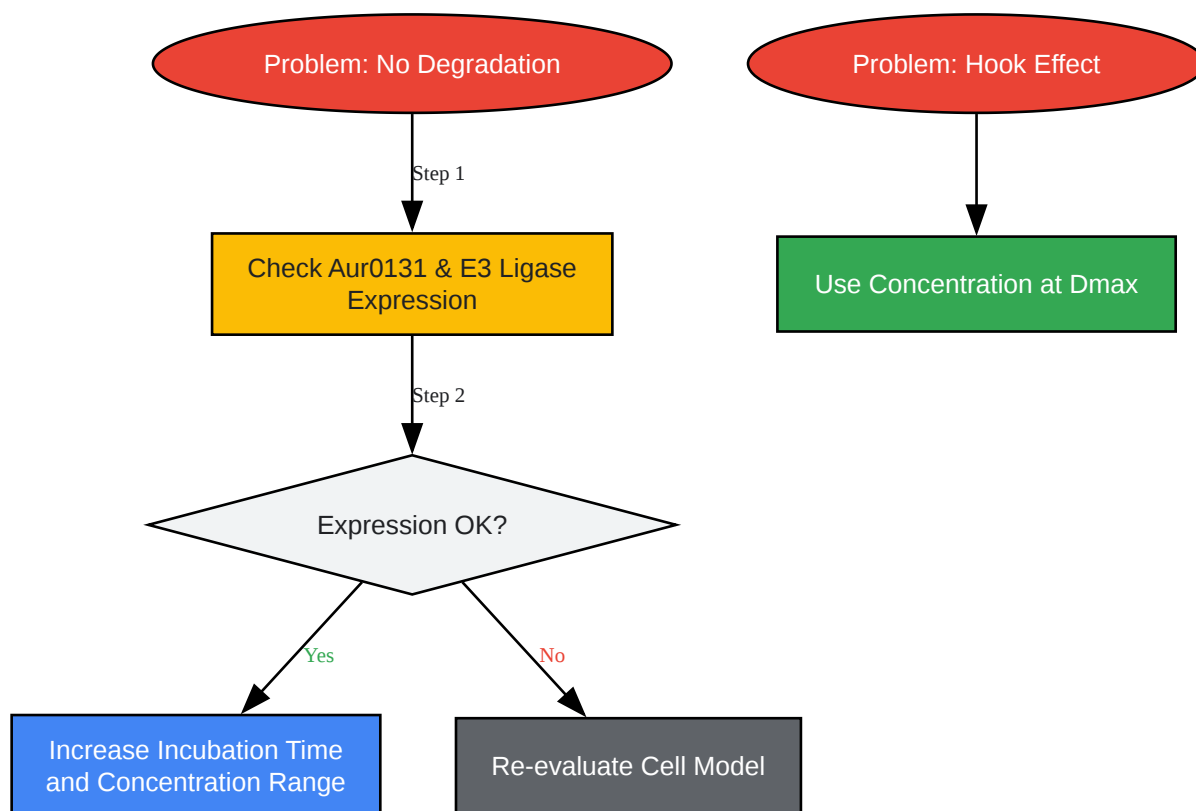 Problem: No Degradation
Problem: Hook Effect
Step 1
Check Aur0131 & E3 Ligase
Expression
Use Concentration at Dmax
Step 2
Expression OK?
Yes
No
Increase Incubation Time
and Concentration Range
Re-evaluate Cell Model